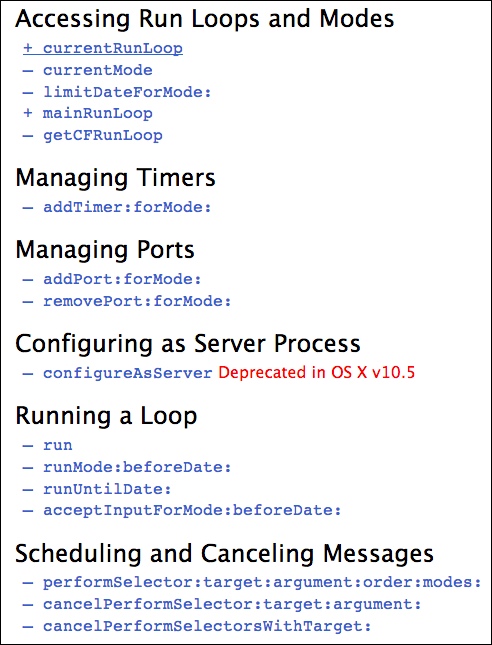 Accessing Run Loops and Modes
+ currentRunLoop
– currentMode
– limitDateForMode:
+ mainRunLoop
– getCFRunLoop
Managing Timers
– addTimer:forMode:
Managing Ports
– addPort:forMode:
– removePort:forMode:
Configuring as Server Process
– configureAsServer Deprecated in OS X v10.5
Running a Loop
– run
– runMode:beforeDate:
– runUntilDate:
– acceptInputForMode:beforeDate:
Scheduling and Canceling Messages
– performSelector:target:argument:order:modes:
– cancelPerformSelector:target:argument:
– cancelPerformSelectorsWithTarget: